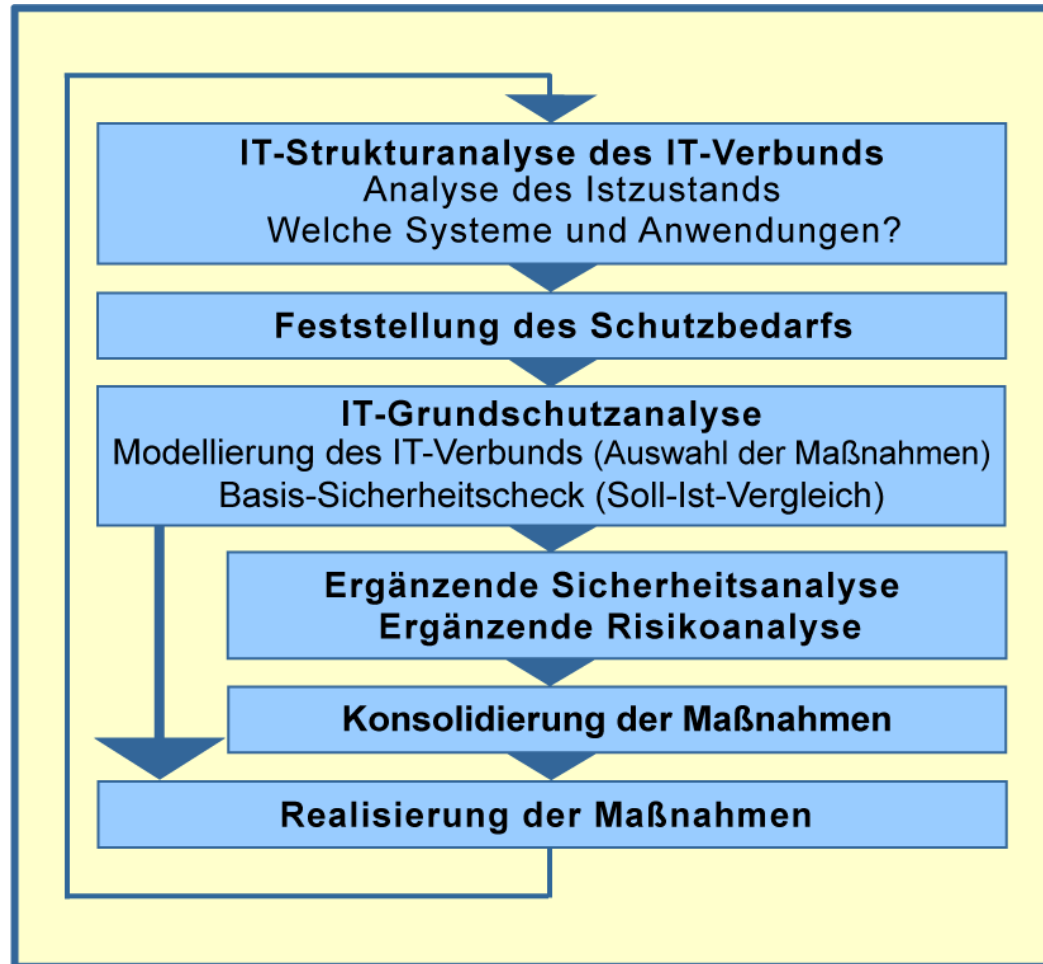 IT-Strukturanalyse des IT-Verbunds
Analyse des Istzustands
Welche Systeme und Anwendungen?
Feststellung des Schutzbedarfs
IT-Grundschutzanalyse
Modellierung des IT-Verbunds (Auswahl der Maßnahmen)
Basis-Sicherheitscheck (Soll-Ist-Vergleich)
Ergänzende Sicherheitsanalyse
Ergänzende Risikoanalyse
Konsolidierung der Maßnahmen
Realisierung der Maßnahmen